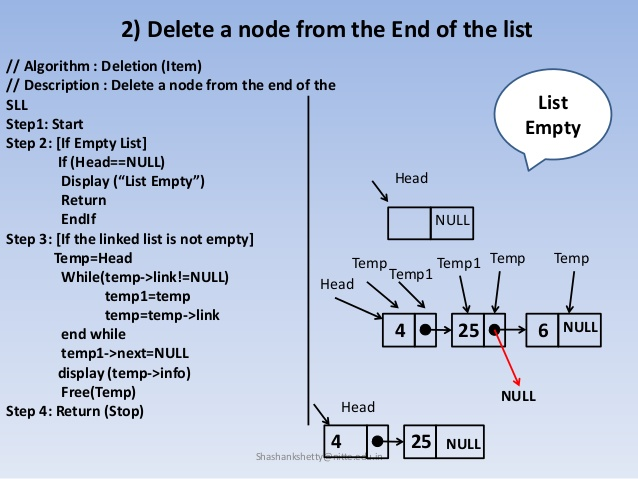 2) Delete a node from the End of the list
// Algorithm : Deletion (Item)
// Description : Delete a node from the end of the
SLL
Step1: Start
Step 2: [If Empty List]
If (Head==NULL)
Display (“List Empty”)
Return
EndIf
Step 3: [If the linked list is not empty]
Temp=Head
While(temp->link!=NULL)
temp1=temp
temp=temp->link
end while
temp1->next=NULL
display (temp->info)
Free(Temp)
Step 4: Return (Stop)
List
Empty
Head
NULL
Temp Temp1 Temp1 Temp Temp
Head
4 25 6 NULL
NULL
Head
4 25 NULL
Shashankshetty@nitte.edu.in